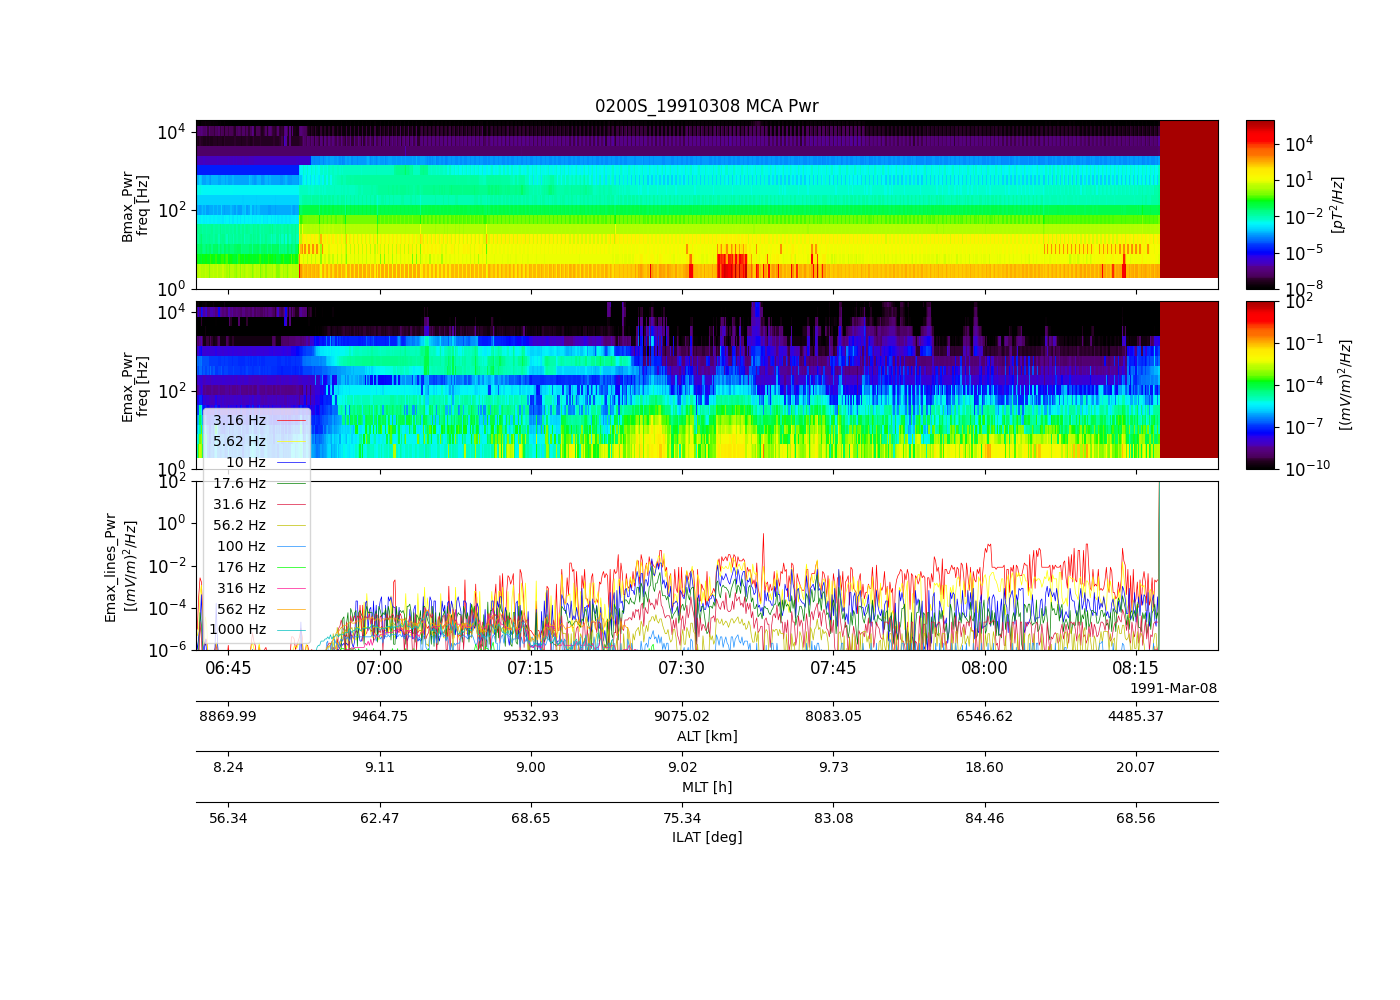 0200S_19910308 MCA Pwr
Bmax_Pwr
freq [Hz]
10^4
10^2
10^0
10^4
10^1
10^-2
10^-5
10^-8
[pT^2/Hz]
Emax_Pwr
freq [Hz]
10^4
10^2
10^0
10^2
10^-1
10^-4
10^-7
10^-10
[(mV/m)^2/Hz]
Emax_lines_Pwr
[(mV/m)^2/Hz]
10^2
10^0
10^-2
10^-4
10^-6
3.16 Hz
5.62 Hz
10 Hz
17.6 Hz
31.6 Hz
56.2 Hz
100 Hz
176 Hz
316 Hz
562 Hz
1000 Hz
06:45 07:00 07:15 07:30 07:45 08:00 08:15
1991-Mar-08
8869.99 9464.75 9532.93 9075.02 8083.05 6546.62 4485.37
ALT [km]
8.24 9.11 9.00 9.02 9.73 18.60 20.07
MLT [h]
56.34 62.47 68.65 75.34 83.08 84.46 68.56
ILAT [deg]